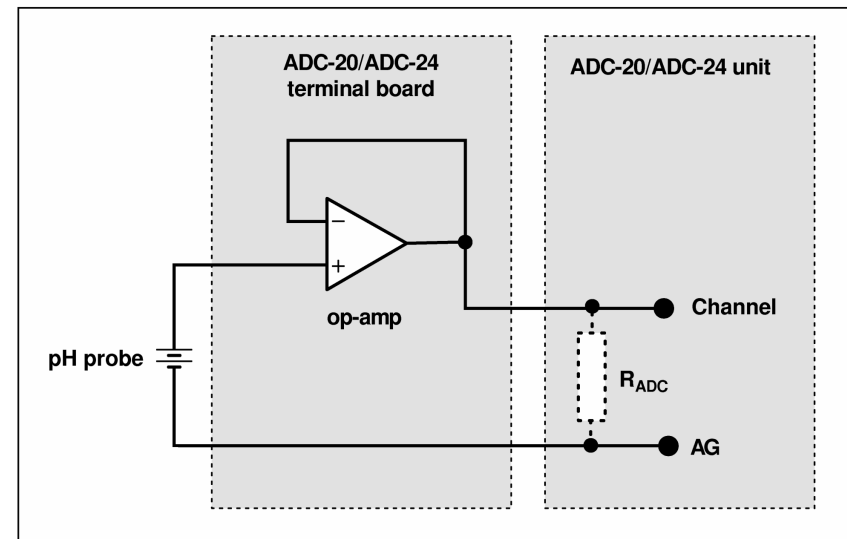 ADC-20/ADC-24
terminal board
ADC-20/ADC-24 unit
−
+
op-amp
Channel
pH probe
RADC
AG